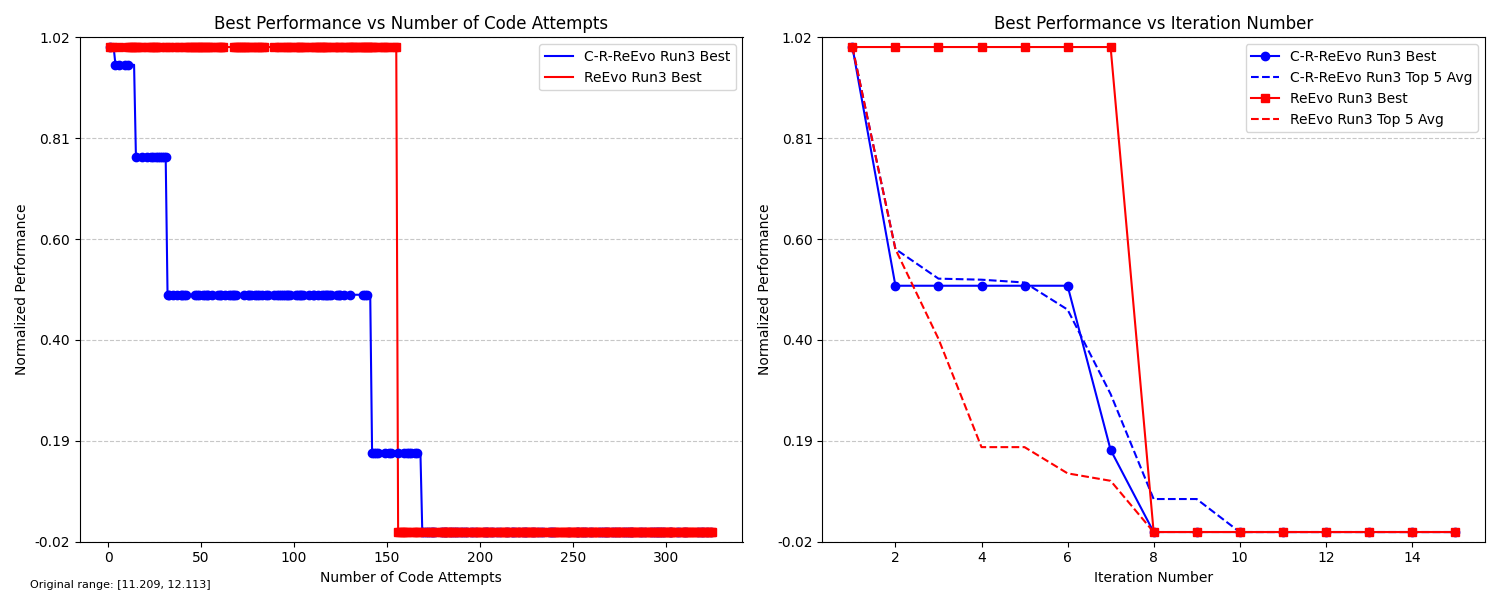 Best Performance vs Number of Code Attempts
1.02
0.81
0.60
0.40
0.19
-0.02
Normalized Performance
C-R-ReEvo Run3 Best
ReEvo Run3 Best
0 50 100 150 200 250 300
Number of Code Attempts
Original range: [11.209, 12.113]
Best Performance vs Iteration Number
1.02
0.81
0.60
0.40
0.19
-0.02
Normalized Performance
C-R-ReEvo Run3 Best
C-R-ReEvo Run3 Top 5 Avg
ReEvo Run3 Best
ReEvo Run3 Top 5 Avg
2 4 6 8 10 12 14
Iteration Number